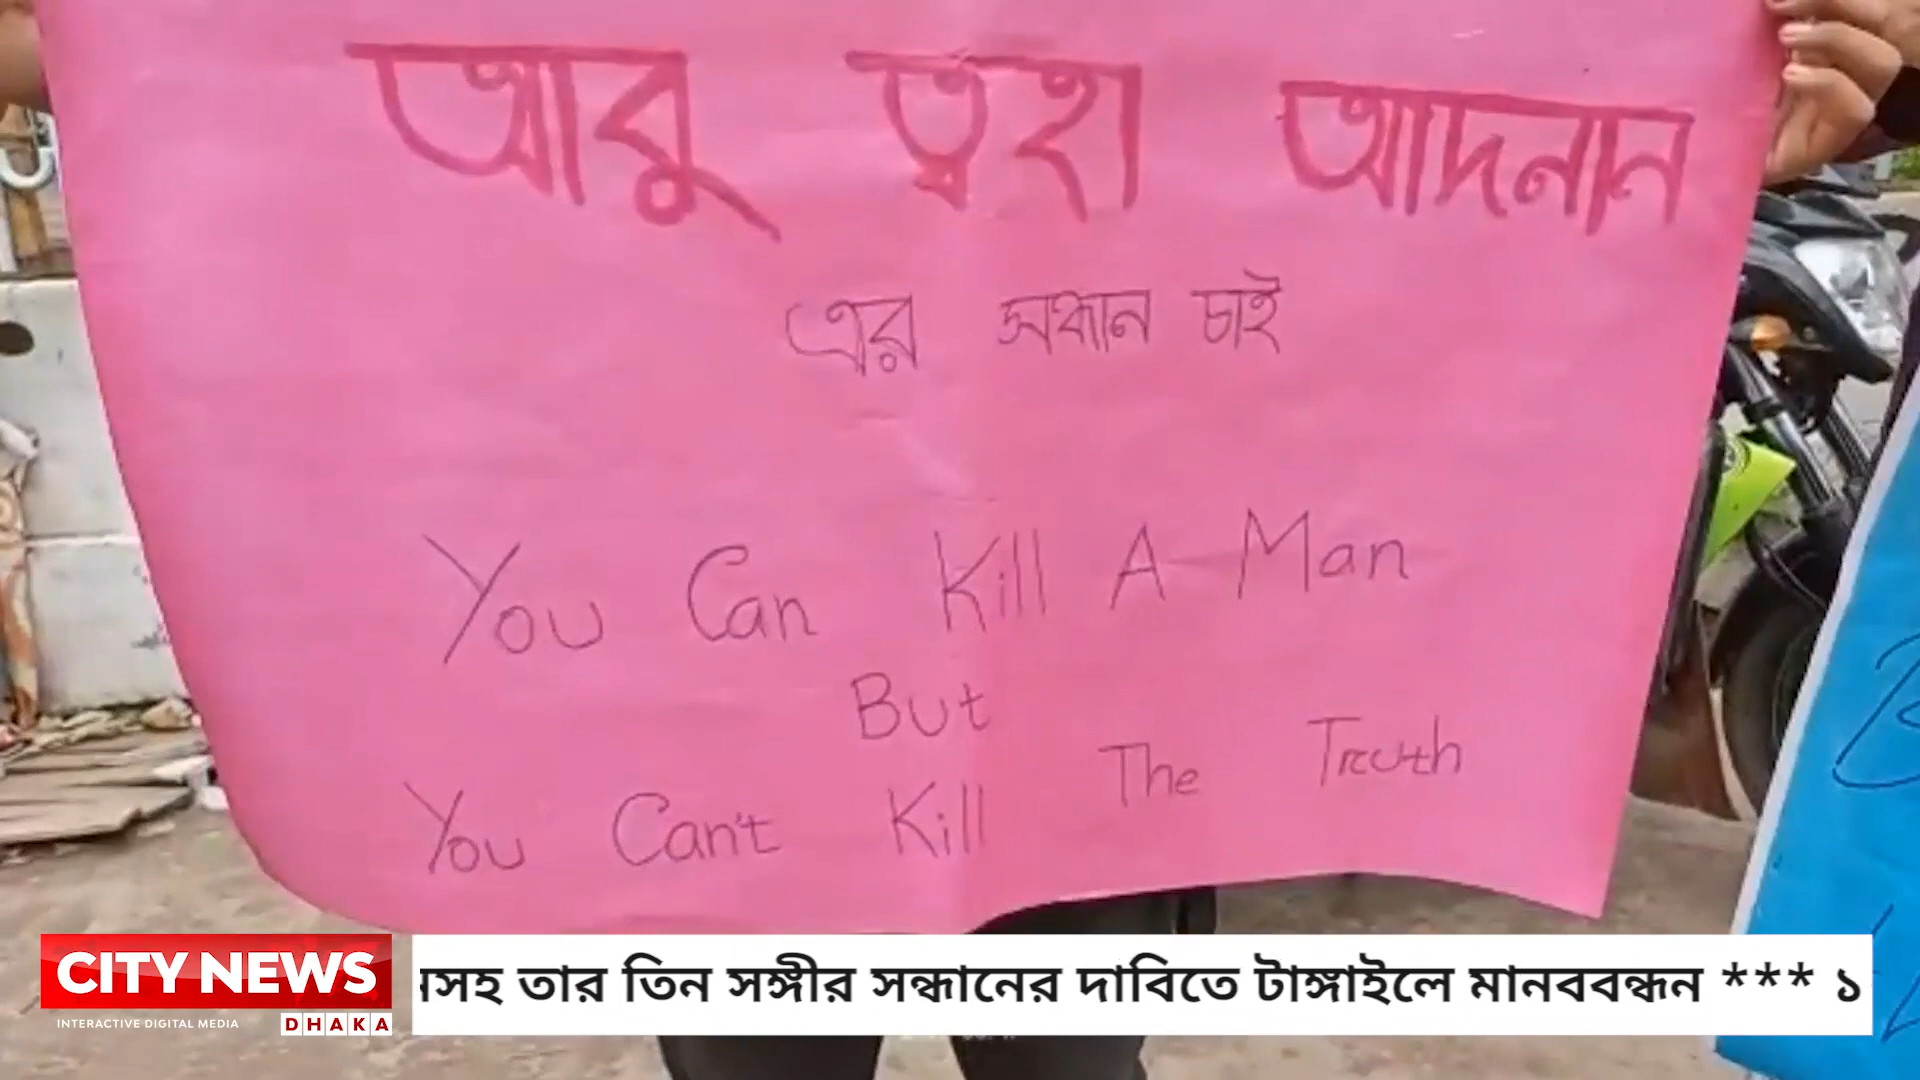 আবু ত্বহা আদনান
এর সন্ধান চাই
You Can Kill A Man
But
You Can't Kill The Truth
CITY NEWS
INTERACTIVE DIGITAL MEDIA
DHAKA
নসহ তার তিন সঙ্গীর সন্ধানের দাবিতে টাঙ্গাইলে মানববন্ধন *** ১